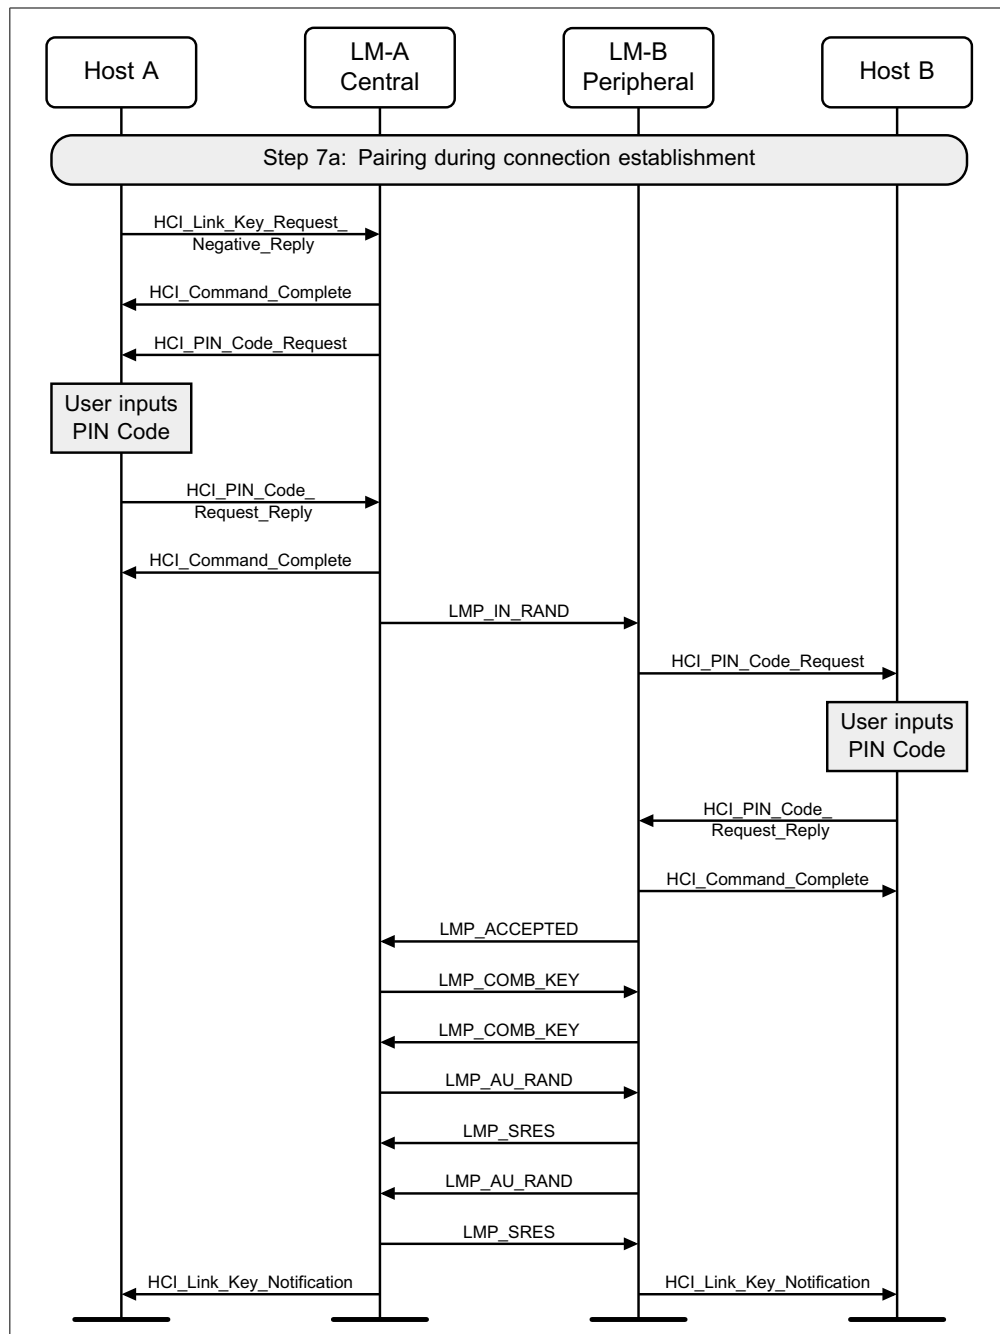 Host A
LM-A
Central
LM-B
Peripheral
Host B
Step 7a: Pairing during connection establishment
HCI_Link_Key_Request_
Negative_Reply
HCI_Command_Complete
HCI_PIN_Code_Request
User inputs
PIN Code
HCI_PIN_Code_
Request_Reply
HCI_Command_Complete
LMP_IN_RAND
HCI_PIN_Code_Request
User inputs
PIN Code
HCI_PIN_Code_
Request_Reply
HCI_Command_Complete
LMP_ACCEPTED
LMP_COMB_KEY
LMP_COMB_KEY
LMP_AU_RAND
LMP_SRES
LMP_AU_RAND
LMP_SRES
HCI_Link_Key_Notification
HCI_Link_Key_Notification